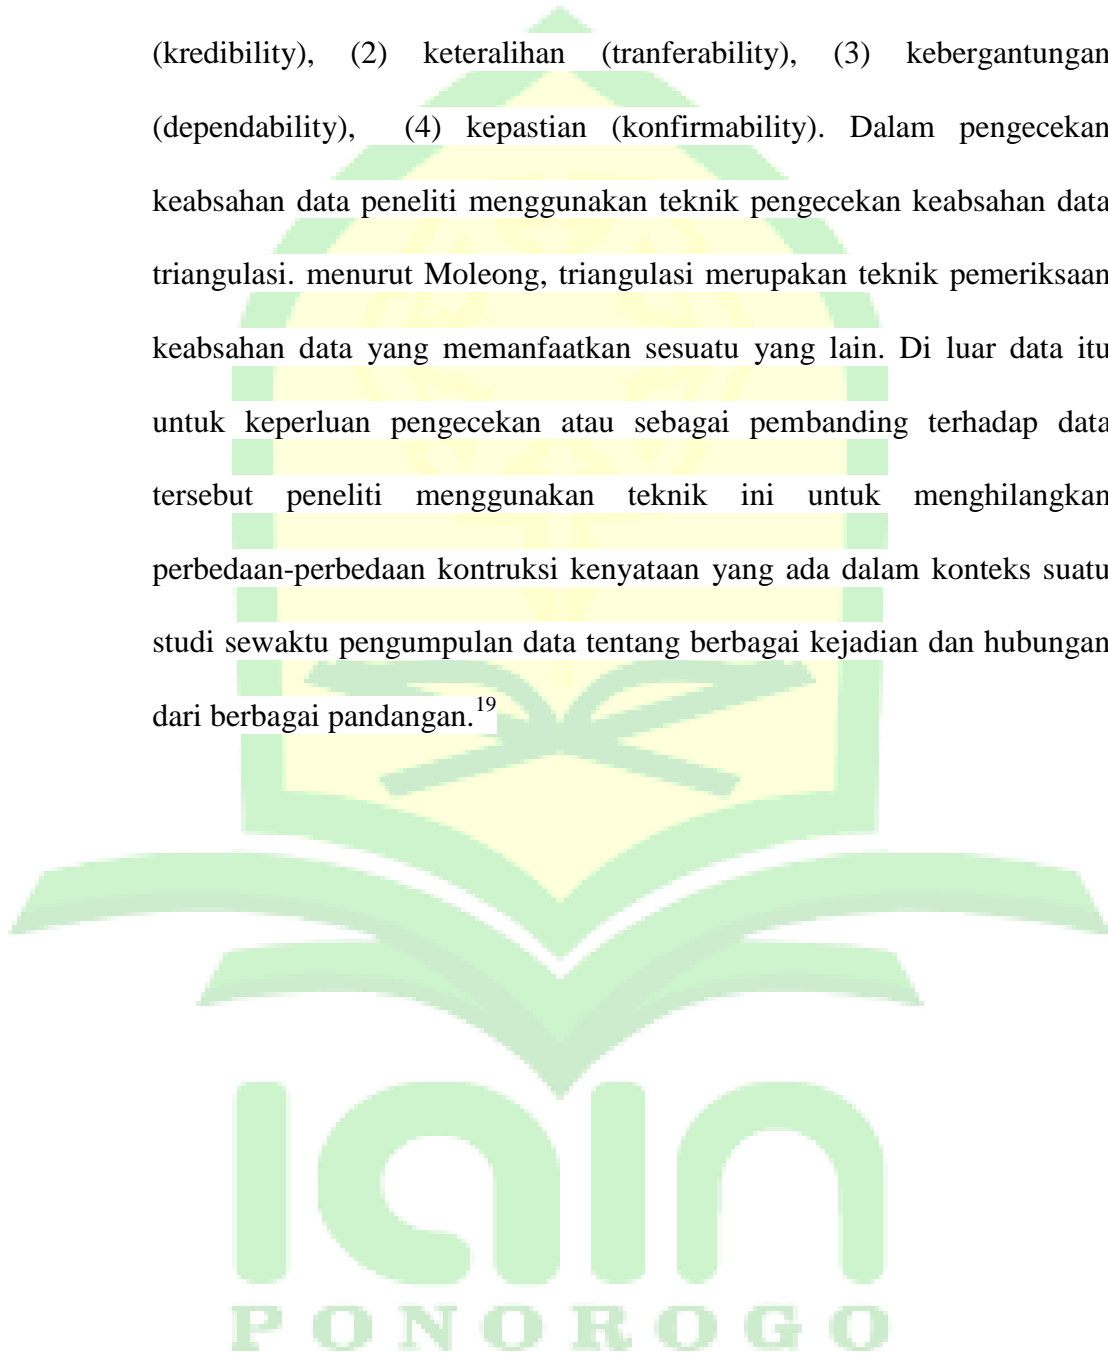 (kredibility), (2) keteralihan (tranferability), (3) kebergantungan
(dependability), (4) kepastian (konfirmability). Dalam pengecekan
keabsahan data peneliti menggunakan teknik pengecekan keabsahan data
triangulasi. menurut Moleong, triangulasi merupakan teknik pemeriksaan
keabsahan data yang memanfaatkan sesuatu yang lain. Di luar data itu
untuk keperluan pengecekan atau sebagai pembanding terhadap data
tersebut peneliti menggunakan teknik ini untuk menghilangkan
perbedaan-perbedaan kontruksi kenyataan yang ada dalam konteks suatu
studi sewaktu pengumpulan data tentang berbagai kejadian dan hubungan
dari berbagai pandangan.19
iain
PONOROGO